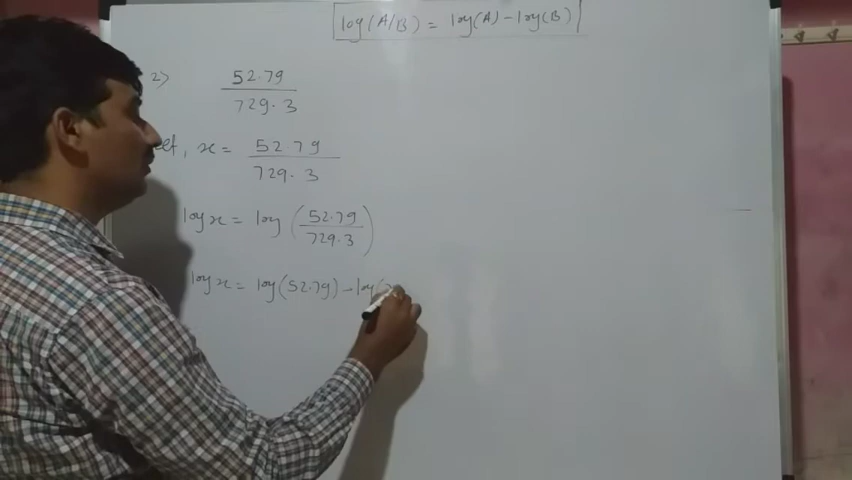 log(A/B) = log(A) - log(B)
2> 52.79 / 729.3
let, x = 52 79 / 729.3
log x = log (52.79 / 729.3)
log x = log(52.79) - log(